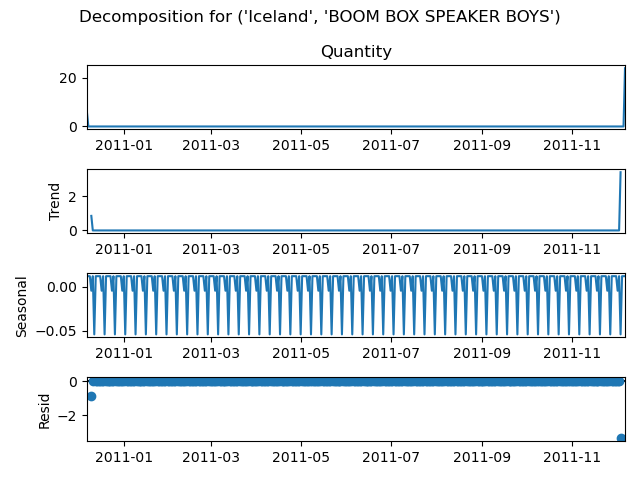 Decomposition for ('Iceland', 'BOOM BOX SPEAKER BOYS')
Quantity
20
0
2011-01 2011-03 2011-05 2011-07 2011-09 2011-11
Trend
2
0
2011-01 2011-03 2011-05 2011-07 2011-09 2011-11
Seasonal
0.00
−0.05
2011-01 2011-03 2011-05 2011-07 2011-09 2011-11
Resid
0
−2
2011-01 2011-03 2011-05 2011-07 2011-09 2011-11